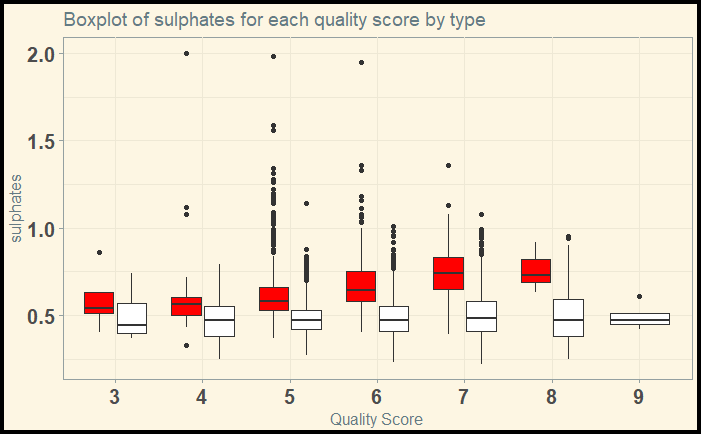 Boxplot of sulphates for each quality score by type
2.0
1.5
1.0
0.5
sulphates
3 4 5 6 7 8 9
Quality Score